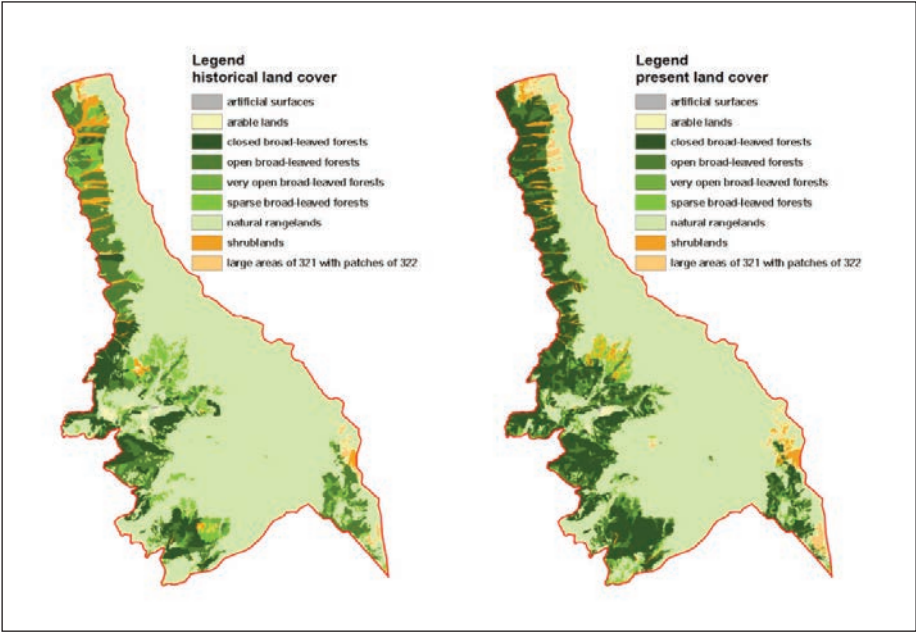 Legend
historical land cover
artificial surfaces
arable lands
closed broad-leaved forests
open broad-leaved forests
very open broad-leaved forests
sparse broad-leaved forests
natural rangelands
shrublands
large areas of 321 with patches of 322
Legend
present land cover
artificial surfaces
arable lands
closed broad-leaved forests
open broad-leaved forests
very open broad-leaved forests
sparse broad-leaved forests
natural rangelands
shrublands
large areas of 321 with patches of 322